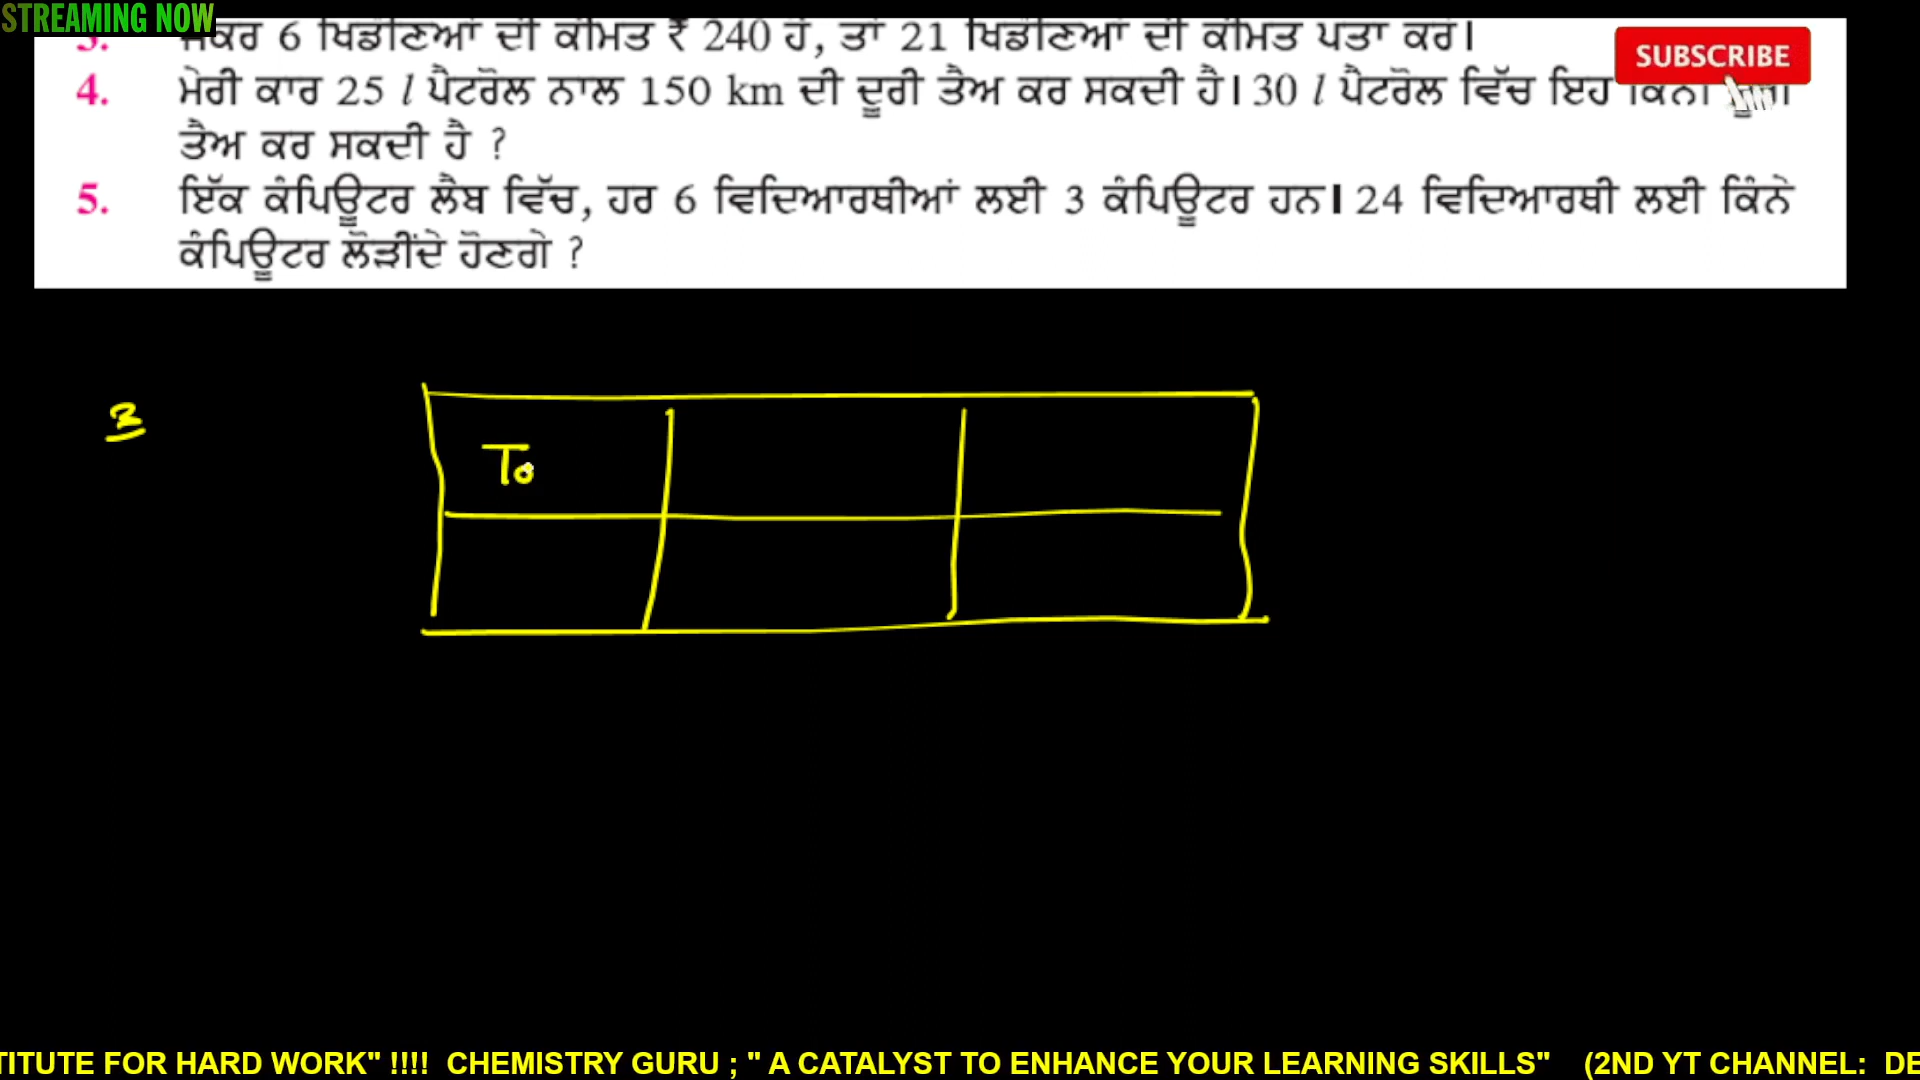 STREAMING NOW
3. ਜੇਕਰ 6 ਖਿਡੌਣਿਆਂ ਦੀ ਕੀਮਤ ₹ 240 ਹੈ, ਤਾਂ 21 ਖਿਡੌਣਿਆਂ ਦੀ ਕੀਮਤ ਪਤਾ ਕਰੋ।
SUBSCRIBE
4. ਮੇਰੀ ਕਾਰ 25 l ਪੈਟਰੋਲ ਨਾਲ 150 km ਦੀ ਦੂਰੀ ਤੈਅ ਕਰ ਸਕਦੀ ਹੈ। 30 l ਪੈਟਰੋਲ ਵਿੱਚ ਇਹ ਕਿੰਨੀ ਦੂਰੀ
ਤੈਅ ਕਰ ਸਕਦੀ ਹੈ ?
5. ਇੱਕ ਕੰਪਿਊਟਰ ਲੈਬ ਵਿੱਚ, ਹਰ 6 ਵਿਦਿਆਰਥੀਆਂ ਲਈ 3 ਕੰਪਿਊਟਰ ਹਨ। 24 ਵਿਦਿਆਰਥੀ ਲਈ ਕਿੰਨੇ
ਕੰਪਿਊਟਰ ਲੋੜੀਂਦੇ ਹੋਣਗੇ ?
3
To
TITUTE FOR HARD WORK" !!!! CHEMISTRY GURU ; " A CATALYST TO ENHANCE YOUR LEARNING SKILLS" (2ND YT CHANNEL: DE